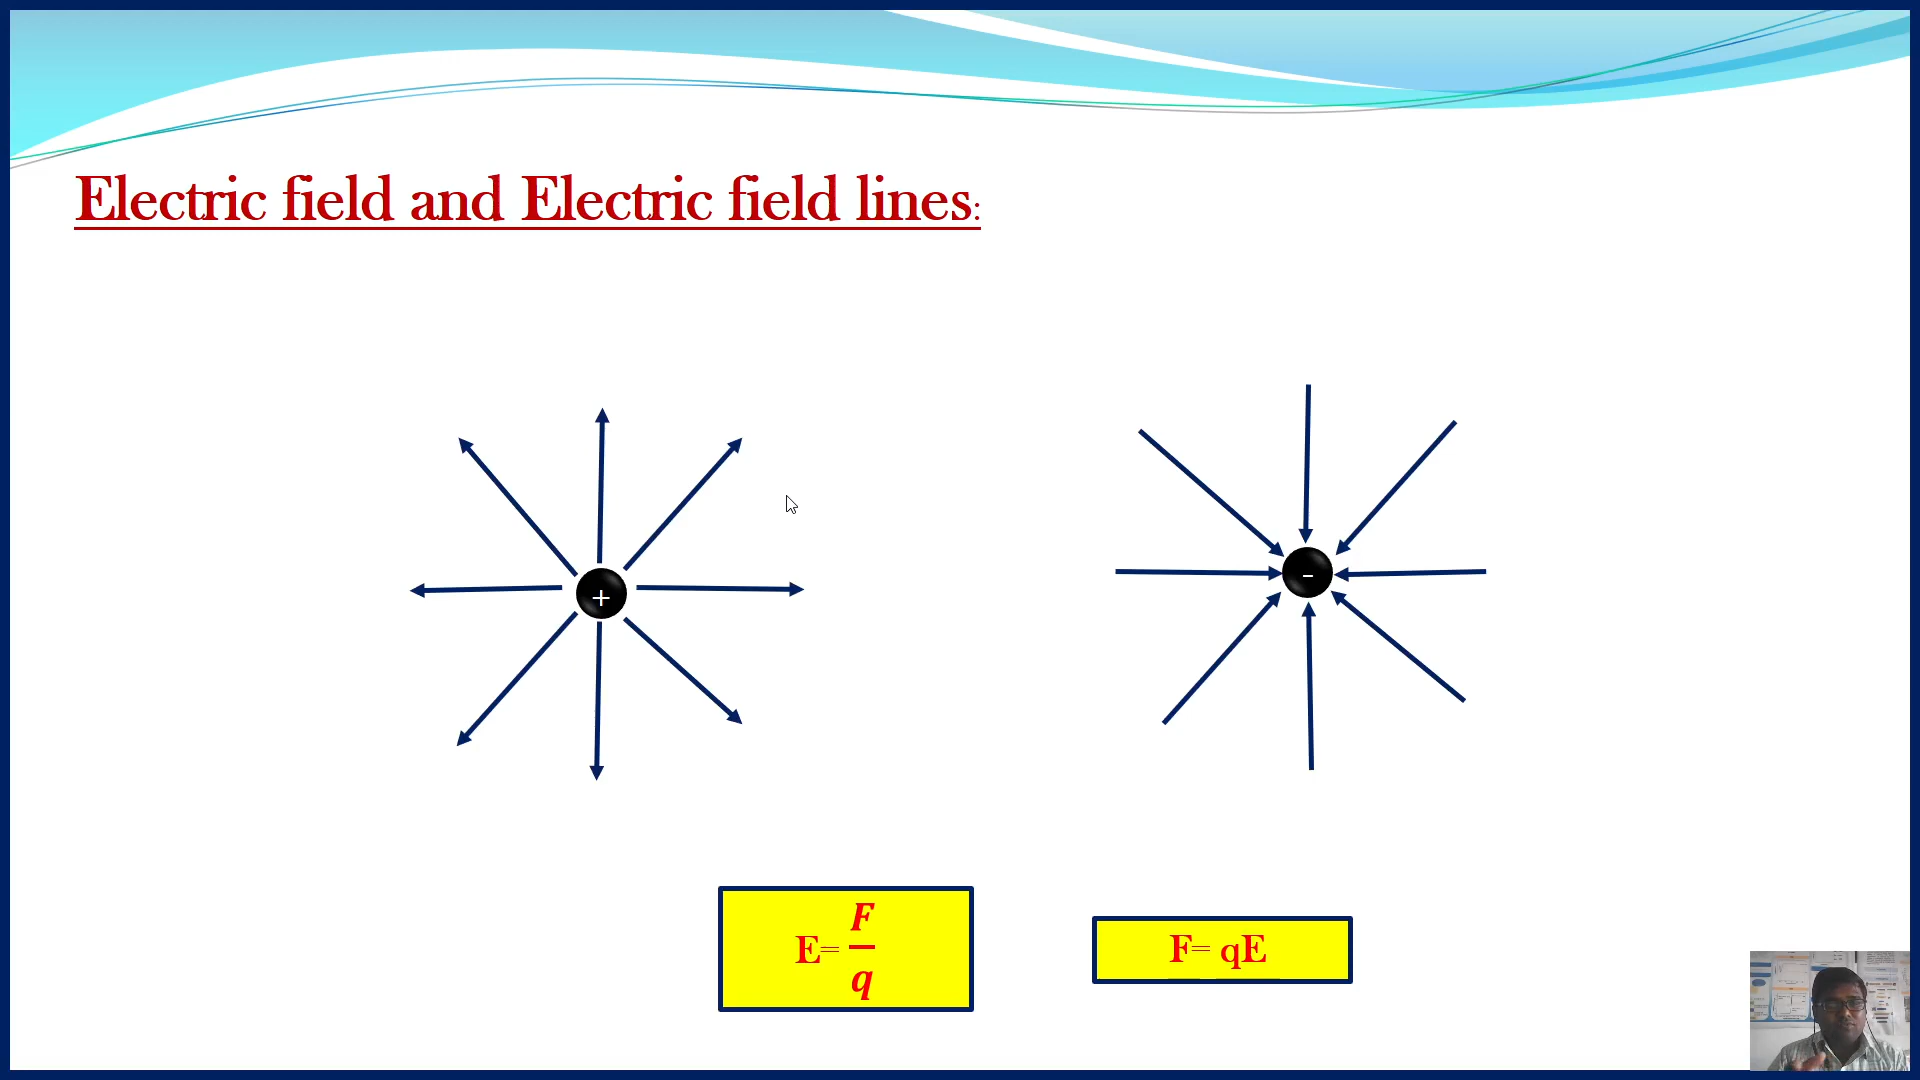 Electric field and Electric field lines:
+
-
E= F/q
F= qE